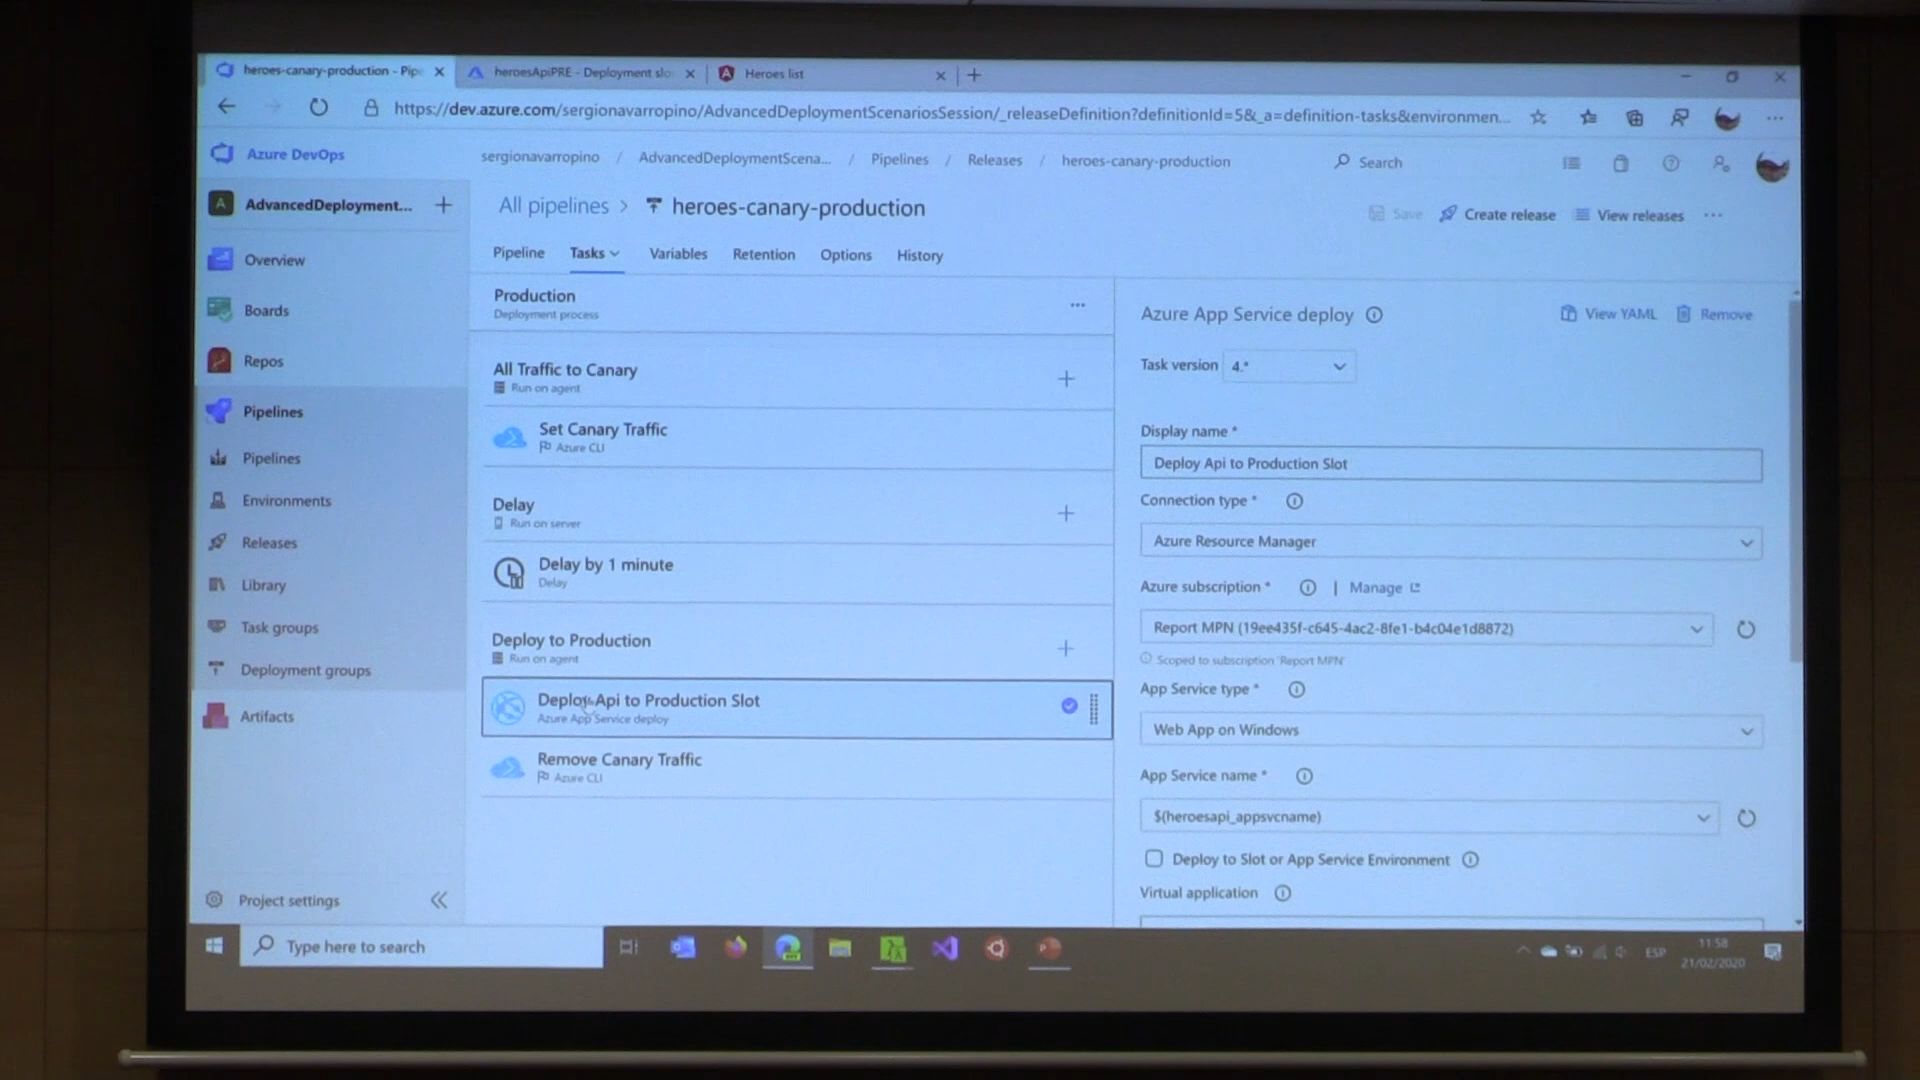 heroes-canary-production - Pip
heroesApiPRE - Deployment slo
Heroes list
https://dev.azure.com/sergionavarropino/AdvancedDeploymentScenariosSession/_releaseDefinition?definitionId=5&_a=definition-tasks&environmen...
Azure DevOps
sergionavarropino / AdvancedDeploymentScena... / Pipelines / Releases / heroes-canary-production
Search
A AdvancedDeployment...
All pipelines > heroes-canary-production
Save Create release View releases
Overview
Boards
Repos
Pipelines
Pipelines
Environments
Releases
Library
Task groups
Deployment groups
Artifacts
Project settings
Pipeline Tasks Variables Retention Options History
Production
Deployment process
All Traffic to Canary
Run on agent
Set Canary Traffic
Azure CLI
Delay
Run on server
Delay by 1 minute
Delay
Deploy to Production
Run on agent
Deploy Api to Production Slot
Azure App Service deploy
Remove Canary Traffic
Azure CLI
Azure App Service deploy
View YAML Remove
Task version 4.*
Display name *
Deploy Api to Production Slot
Connection type *
Azure Resource Manager
Azure subscription * | Manage
Report MPN (19ee435f-c645-4ac2-8fe1-b4c04e1d8872)
Scoped to subscription 'Report MPN'
App Service type *
Web App on Windows
App Service name *
$(heroesapi_appsvcname)
Deploy to Slot or App Service Environment
Virtual application
Type here to search
ESP
11:58
21/02/2020